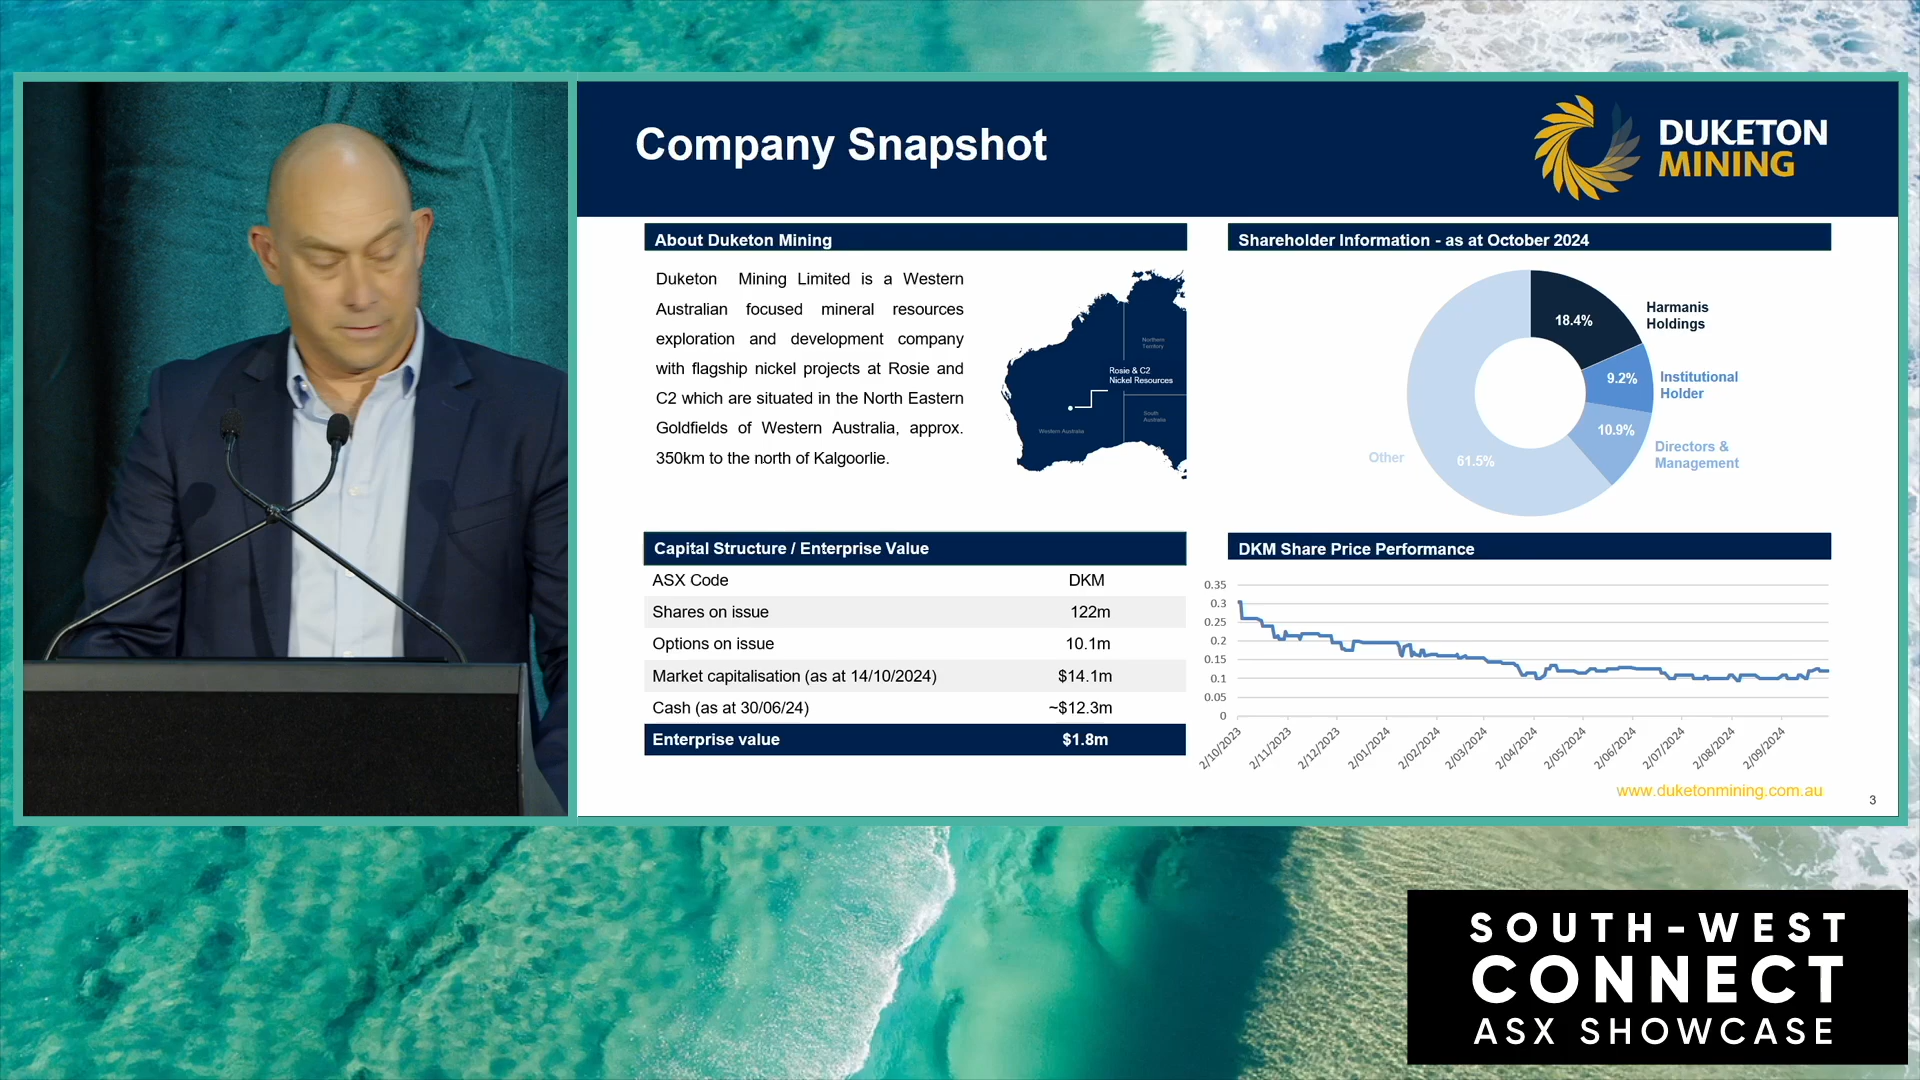 Company Snapshot
DUKETON
MINING
About Duketon Mining
Duketon Mining Limited is a Western
Australian focused mineral resources
exploration and development company
with flagship nickel projects at Rosie and
C2 which are situated in the North Eastern
Goldfields of Western Australia, approx.
350km to the north of Kalgoorlie.
Northern
Territory
Rosie & C2
Nickel Resources
South
Australia
Western Australia
Shareholder Information - as at October 2024
18.4%
Harmanis
Holdings
9.2%
Institutional
Holder
10.9%
Directors &
Management
Other
61.5%
Capital Structure / Enterprise Value
ASX Code DKM
Shares on issue 122m
Options on issue 10.1m
Market capitalisation (as at 14/10/2024) $14.1m
Cash (as at 30/06/24) ~$12.3m
Enterprise value $1.8m
DKM Share Price Performance
0.35
0.3
0.25
0.2
0.15
0.1
0.05
0
2/10/2023
2/11/2023
2/12/2023
2/01/2024
2/02/2024
2/03/2024
2/04/2024
2/05/2024
2/06/2024
2/07/2024
2/08/2024
2/09/2024
www.duketonmining.com.au
3
SOUTH-WEST
CONNECT
ASX SHOWCASE